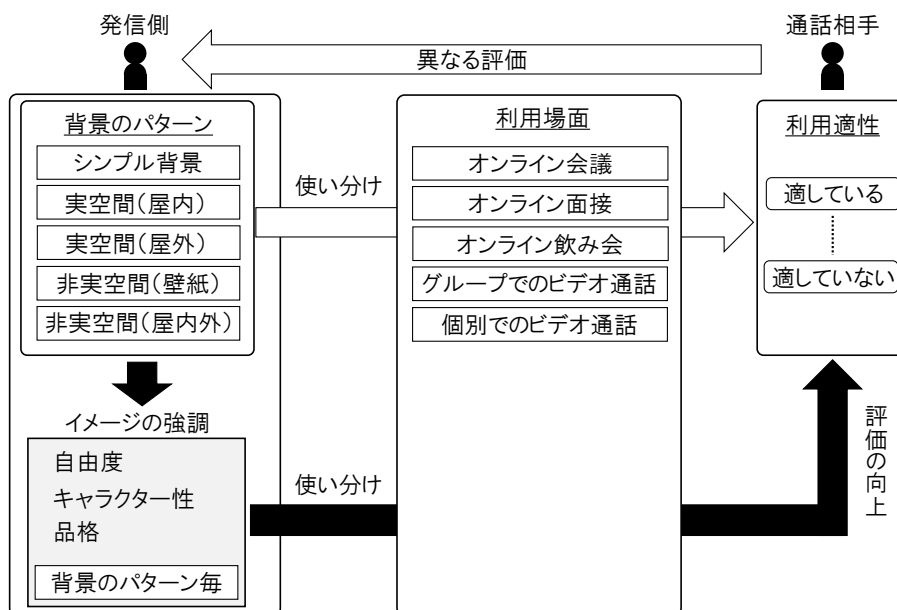 発信側
通話相手
異なる評価
背景のパターン
シンプル背景
実空間(屋内)
実空間(屋外)
非実空間(壁紙)
非実空間(屋内外)
使い分け
利用場面
オンライン会議
オンライン面接
オンライン飲み会
グループでのビデオ通話
個別でのビデオ通話
利用適性
適している
適していない
イメージの強調
自由度
キャラクター性
品格
背景のパターン毎
使い分け
評価の向上